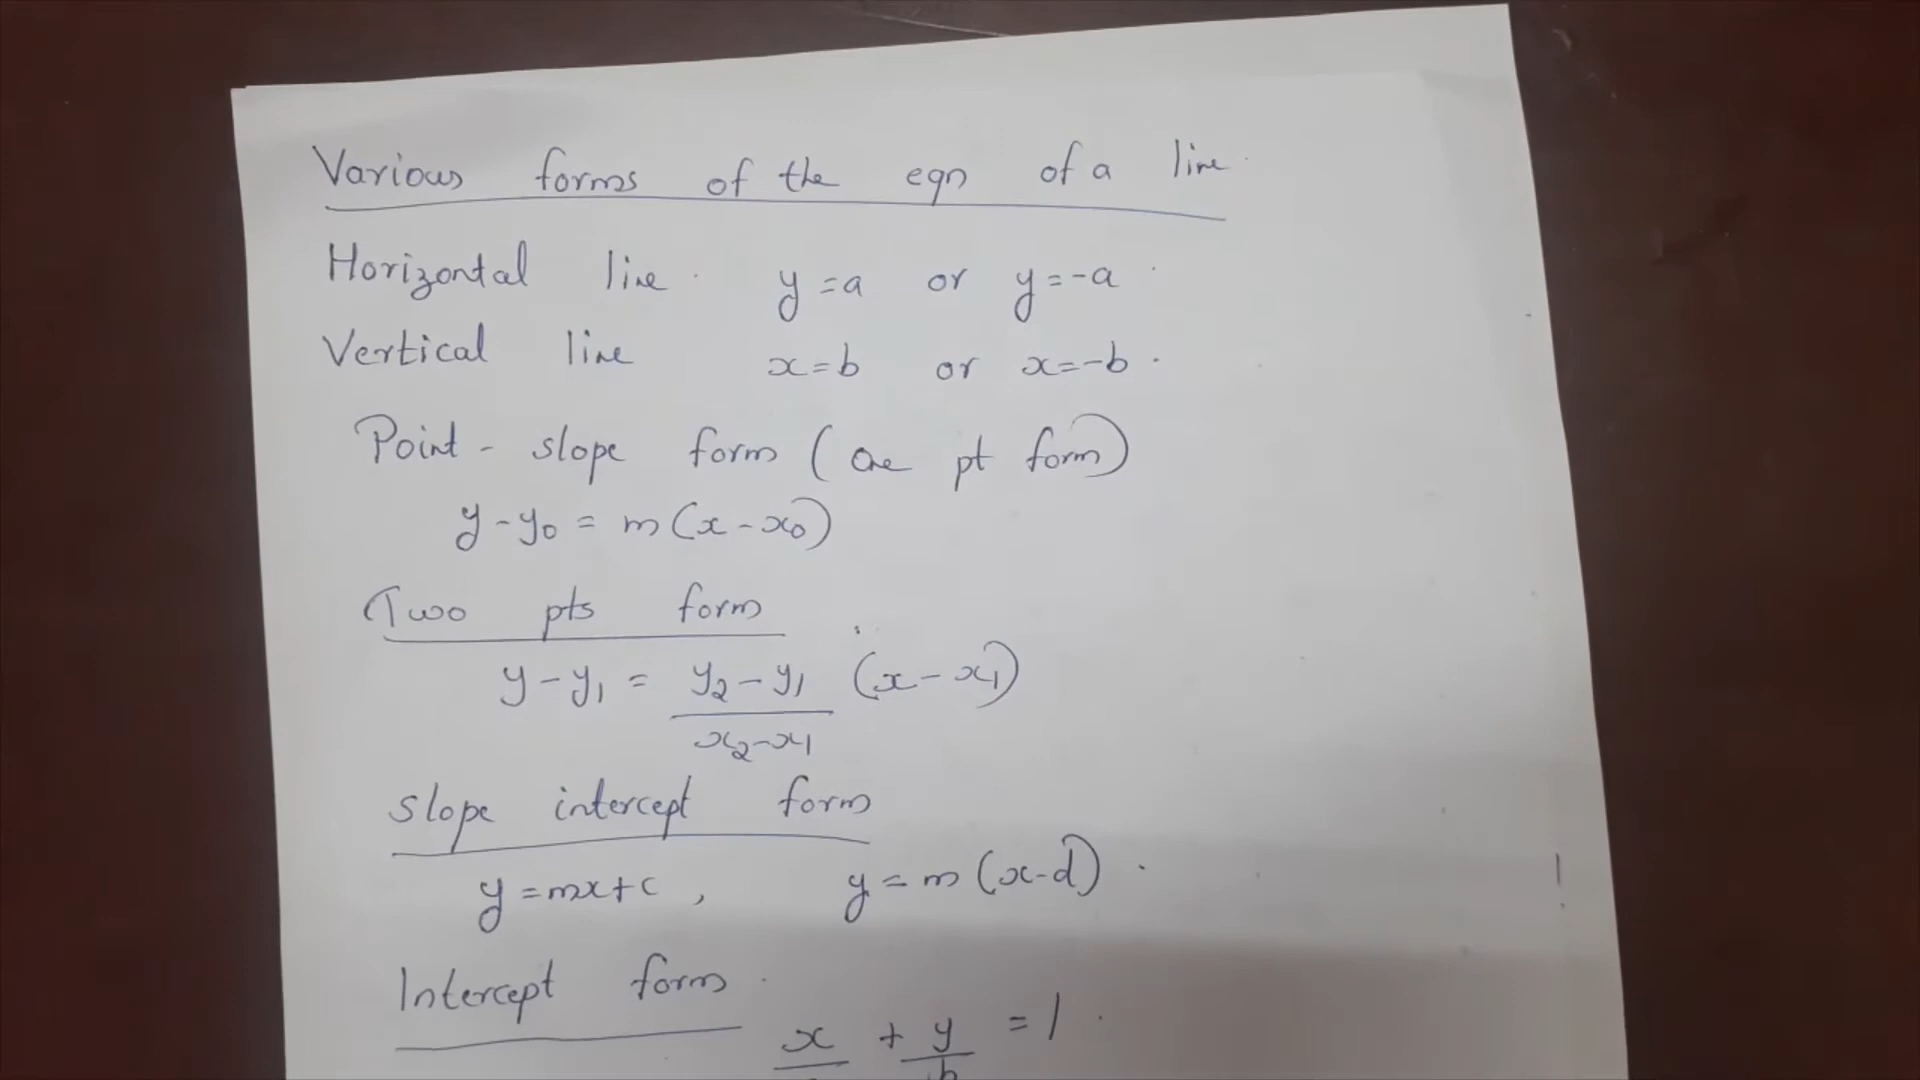 Various forms of the eqn of a line
Horizontal line y=a or y=-a
Vertical line x=b or x=-b.
Point - slope form (one pt form)
y-y₀ = m(x-x₀)
Two pts form
y-y₁ = y₂-y₁ (x-x₁)
x₂-x₁
slope intercept form
y=mx+c, y=m(x-d).
Intercept form
x + y = 1
b